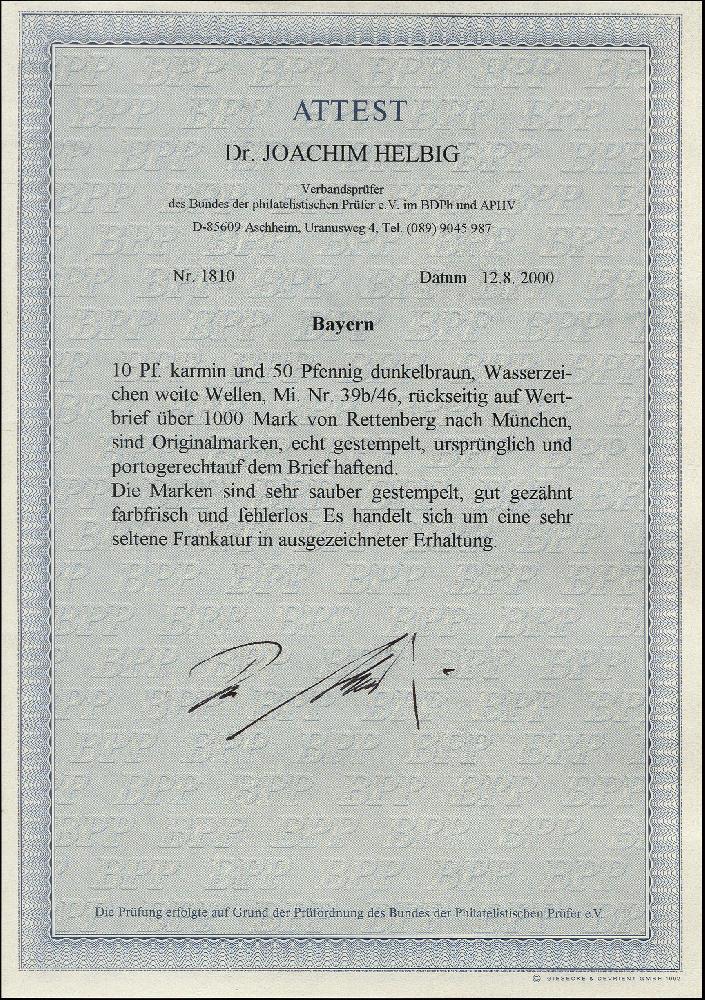 ATTEST
Dr. JOACHIM HELBIG
Verbandsprüfer
des Bundes der philatelistischen Prüfer e.V. im BDPh und APHV
D-85609 Aschheim, Uranusweg 4, Tel. (089) 9045 987
Nr. 1810 Datum 12.8. 2000
Bayern
10 Pf. karmin und 50 Pfennig dunkelbraun, Wasserzei-
chen weite Wellen, Mi. Nr. 39b/46, rückseitig auf Wert-
brief über 1000 Mark von Rettenberg nach München,
sind Originalmarken, echt gestempelt, ursprünglich und
portogerechtauf dem Brief haftend.
Die Marken sind sehr sauber gestempelt, gut gezähnt
farbfrisch und fehlerlos. Es handelt sich um eine sehr
seltene Frankatur in ausgezeichneter Erhaltung.
Die Prüfung erfolgte auf Grund der Prüfordnung des Bundes der Philatelistischen Prüfer e.V.
© GIESECKE & DEVRIENT GMBH